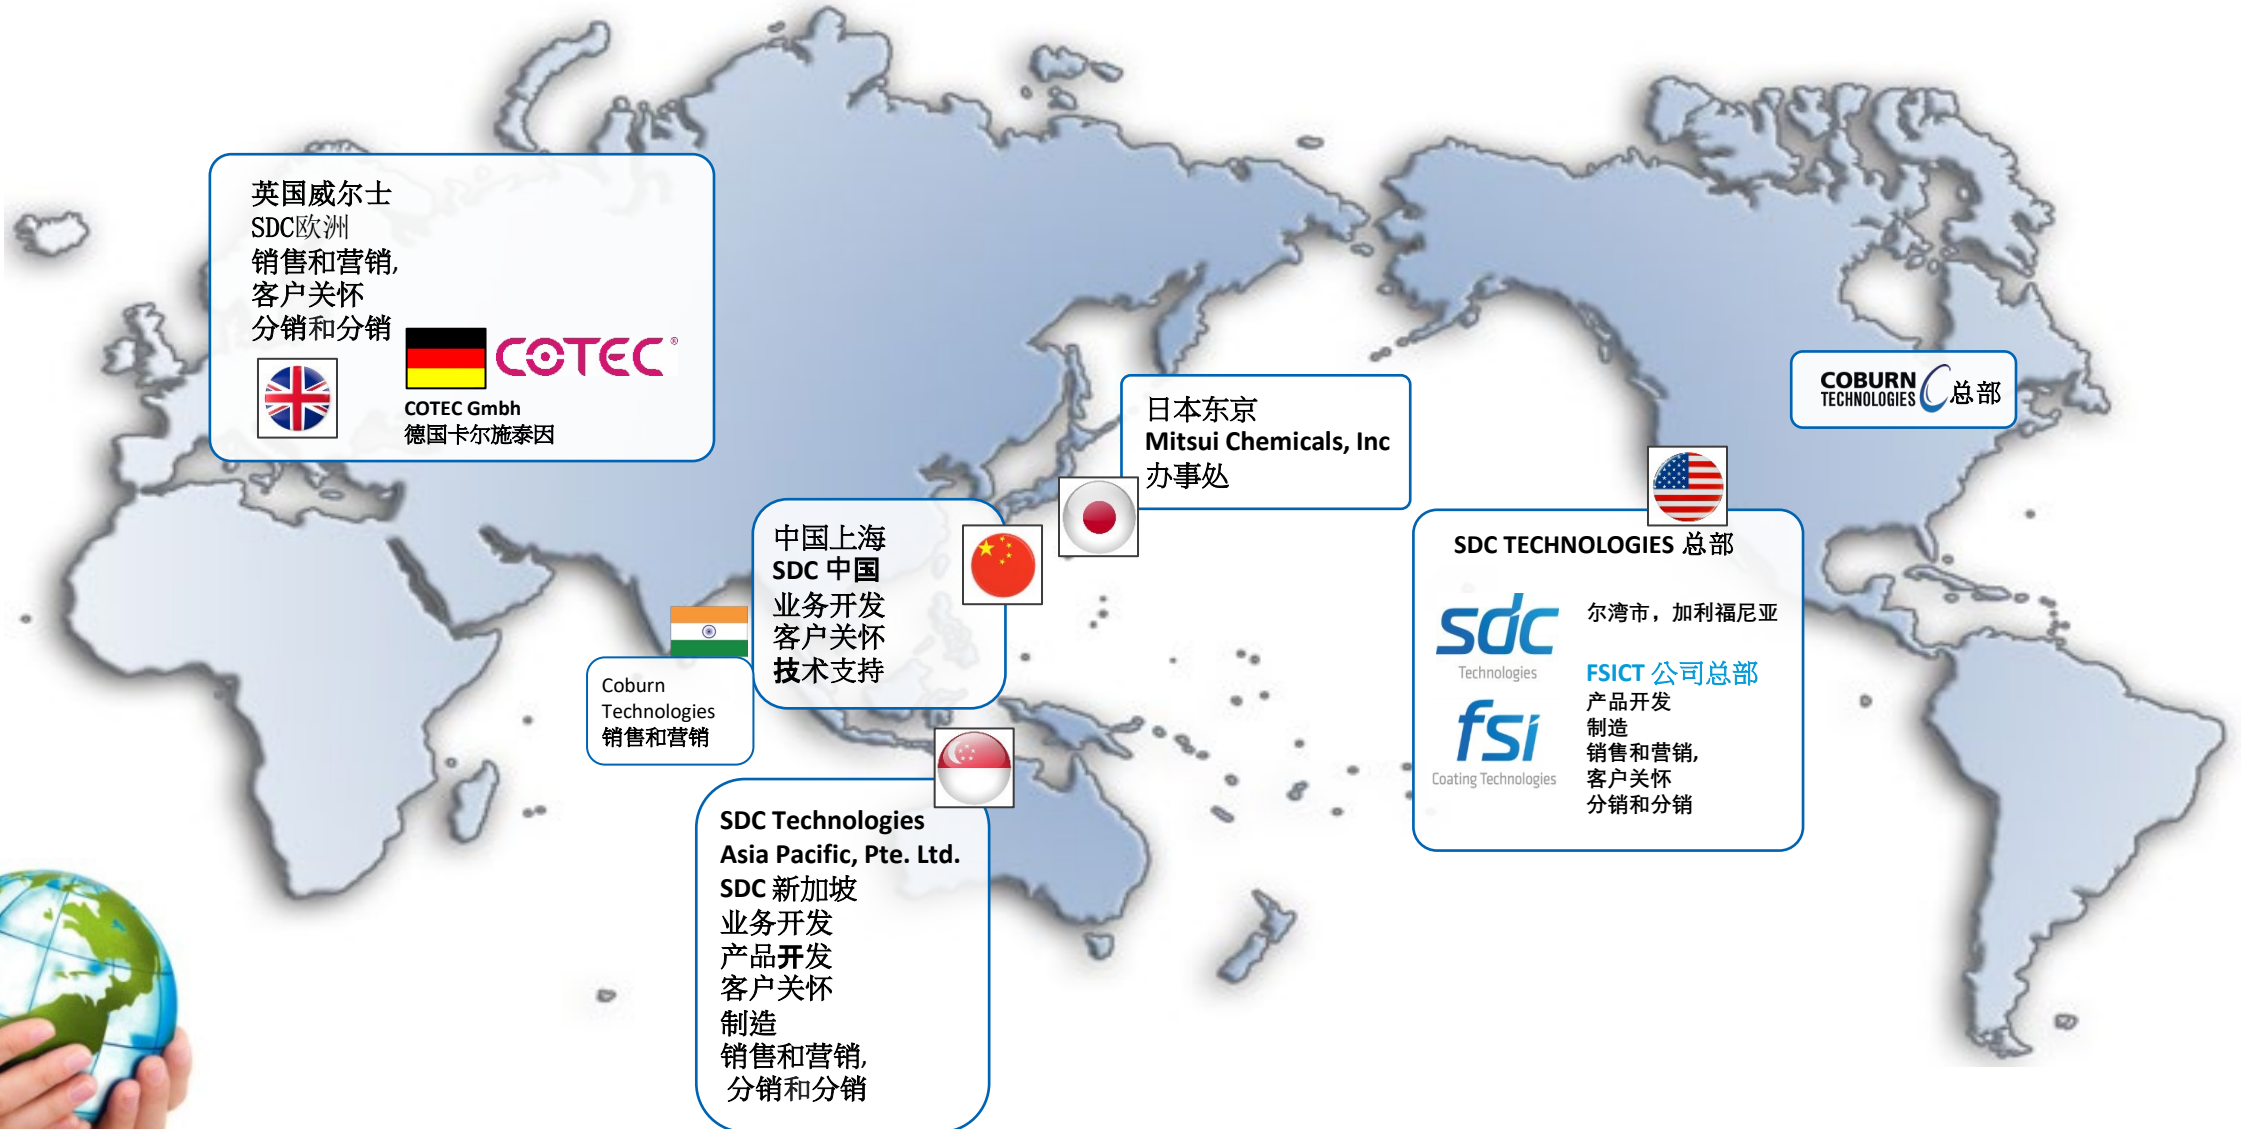 英国威尔士
SDC欧洲
销售和营销,
客户关怀
分销和分销
COTEC®
COTEC Gmbh
德国卡尔施泰因
日本东京
Mitsui Chemicals, Inc
办事处
COBURN
TECHNOLOGIES
总部
中国上海
SDC 中国
业务开发
客户关怀
技术支持
Coburn
Technologies
销售和营销
SDC Technologies
Asia Pacific, Pte. Ltd.
SDC 新加坡
业务开发
产品开发
客户关怀
制造
销售和营销,
分销和分销
SDC TECHNOLOGIES 总部
sdc
Technologies
尔湾市，加利福尼亚
fsi
Coating Technologies
FSICT 公司总部
产品开发
制造
销售和营销,
客户关怀
分销和分销